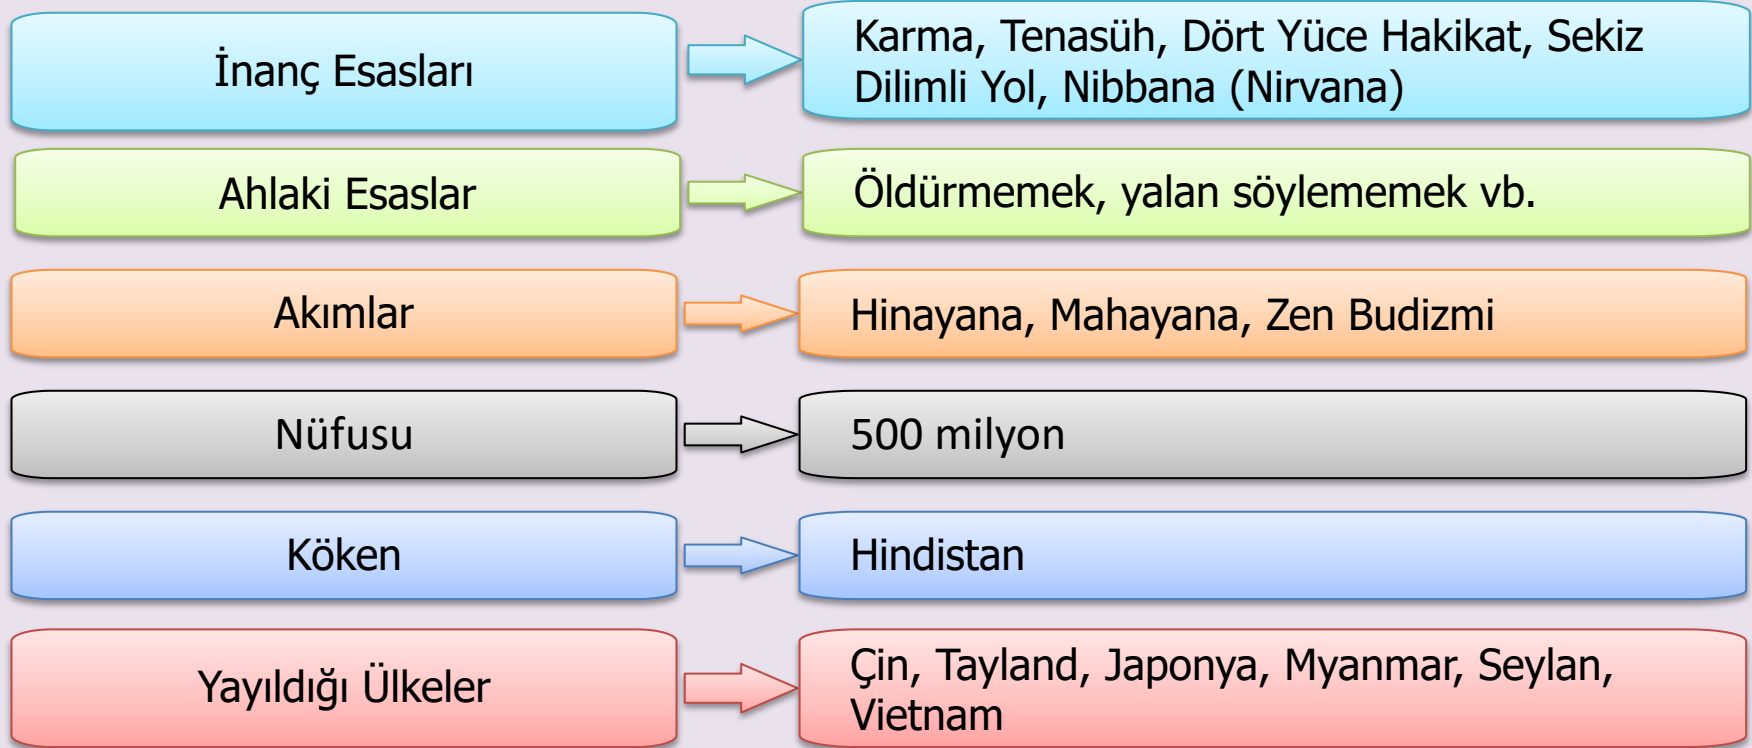 İnanç Esasları
Karma, Tenasüh, Dört Yüce Hakikat, Sekiz
Dilimli Yol, Nibbana (Nirvana)
Ahlaki Esaslar
Öldürmemek, yalan söylememek vb.
Akımlar
Hinayana, Mahayana, Zen Budizmi
Nüfusu
500 milyon
Köken
Hindistan
Yayıldığı Ülkeler
Çin, Tayland, Japonya, Myanmar, Seylan,
Vietnam